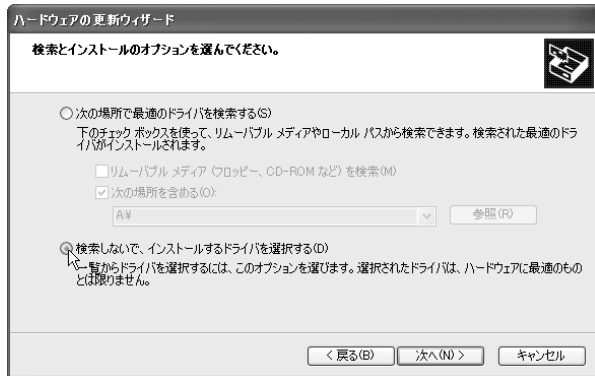 ハードウェアの更新ウィザード
検索とインストールのオプションを選んでください。
次の場所で最適のドライバを検索する(S)
下のチェック ボックスを使って、リムーバブル メディアやローカル パスから検索できます。検索された最適のドラ
イバがインストールされます。
リムーバブル メディア (フロッピー、CD-ROM など) を検索(M)
次の場所を含める(O):
A:¥
参照(R)
検索しないで、インストールするドライバを選択する(D)
一覧からドライバを選択するには、このオプションを選びます。選択されたドライバは、ハードウェアに最適のもの
とは限りません。
< 戻る(B)
次へ(N) >
キャンセル